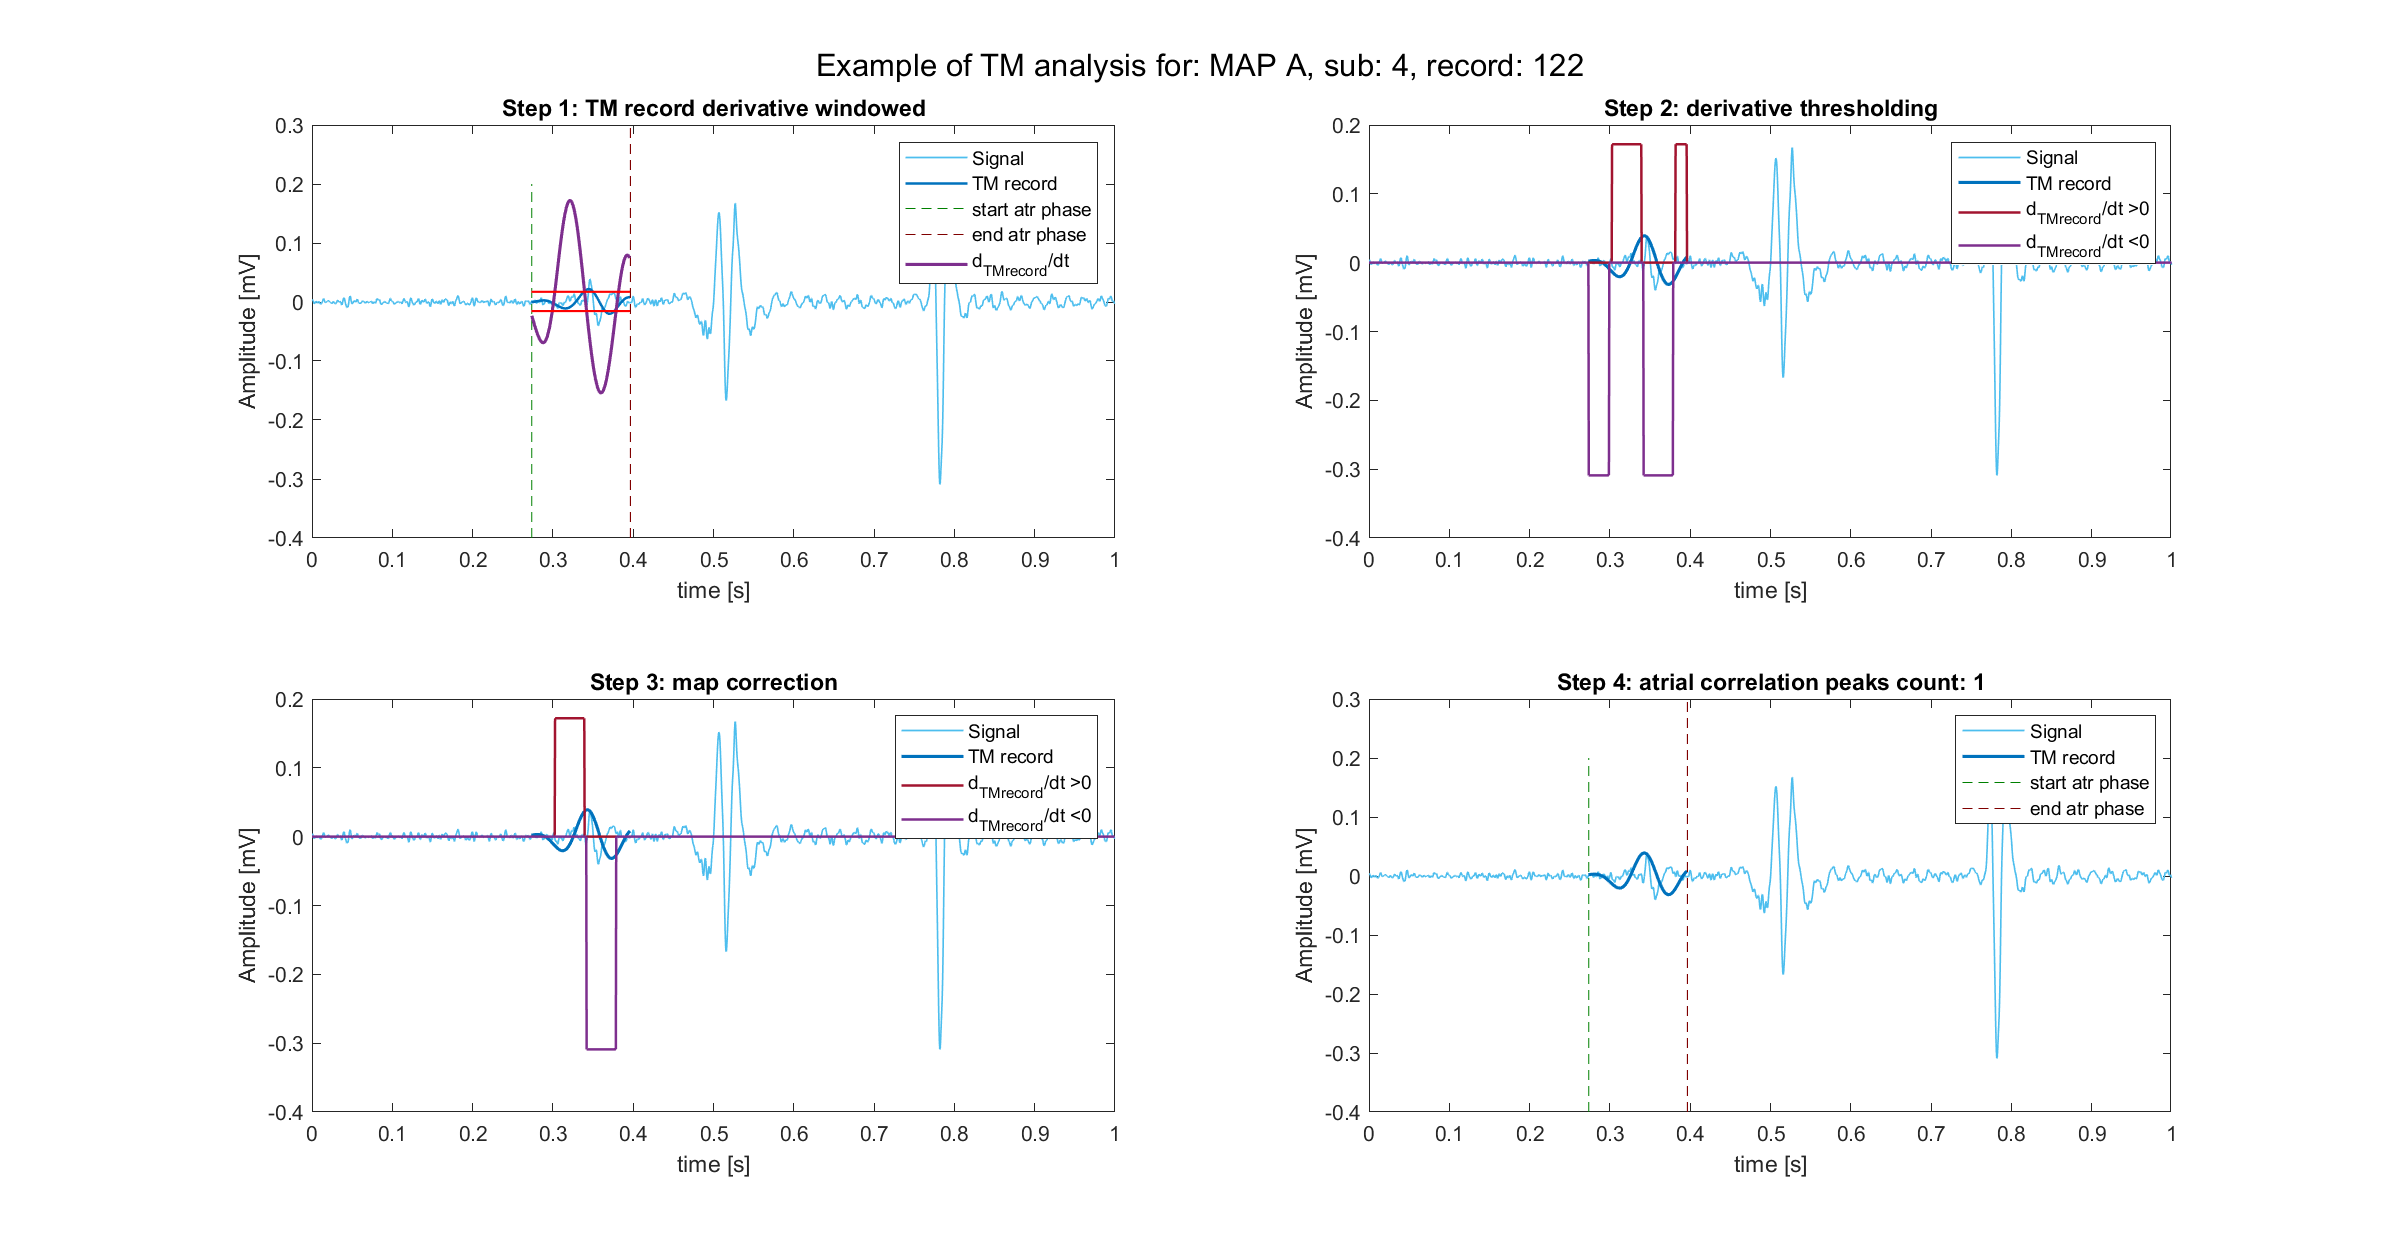 Example of TM analysis for: MAP A, sub: 4, record: 122
Step 1: TM record derivative windowed
0.3
0.2
0.1
0
-0.1
-0.2
-0.3
-0.4
Amplitude [mV]
0 0.1 0.2 0.3 0.4 0.5 0.6 0.7 0.8 0.9 1
time [s]
Signal
TM record
start atr phase
end atr phase
dTMrecord/dt
Step 2: derivative thresholding
0.2
0.1
0
-0.1
-0.2
-0.3
-0.4
Amplitude [mV]
0 0.1 0.2 0.3 0.4 0.5 0.6 0.7 0.8 0.9 1
time [s]
Signal
TM record
dTMrecord/dt >0
dTMrecord/dt <0
Step 3: map correction
0.2
0.1
0
-0.1
-0.2
-0.3
-0.4
Amplitude [mV]
0 0.1 0.2 0.3 0.4 0.5 0.6 0.7 0.8 0.9 1
time [s]
Signal
TM record
dTMrecord/dt >0
dTMrecord/dt <0
Step 4: atrial correlation peaks count: 1
0.3
0.2
0.1
0
-0.1
-0.2
-0.3
-0.4
Amplitude [mV]
0 0.1 0.2 0.3 0.4 0.5 0.6 0.7 0.8 0.9 1
time [s]
Signal
TM record
start atr phase
end atr phase